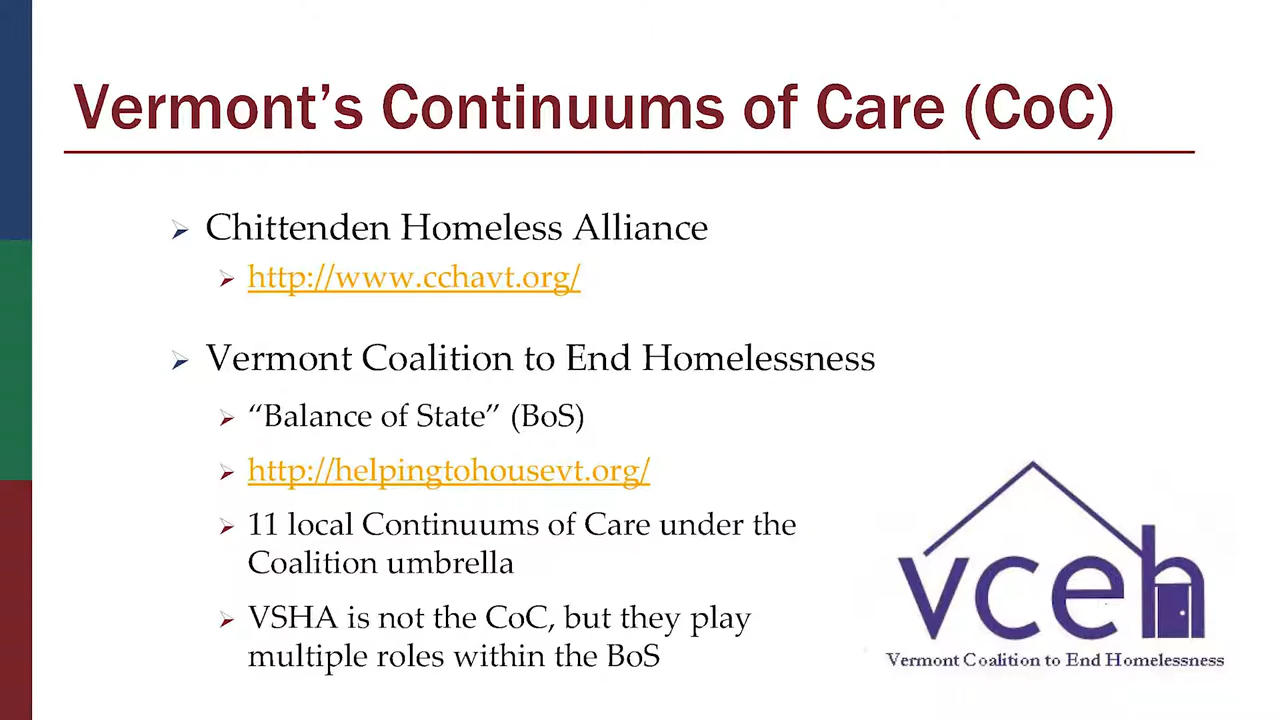 Vermont’s Continuums of Care (CoC)
Chittenden Homeless Alliance
http://www.cchavt.org/
Vermont Coalition to End Homelessness
“Balance of State” (BoS)
http://helpingtohousevt.org/
11 local Continuums of Care under the
Coalition umbrella
VSHA is not the CoC, but they play
multiple roles within the BoS
vceh
Vermont Coalition to End Homelessness